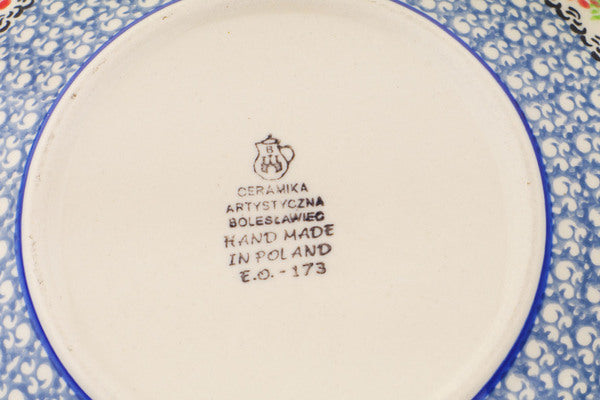 B
CERAMIKA
ARTYSTYCZNA
BOLESŁAWIEC
HAND MADE
IN POLAND
E.O. - 173